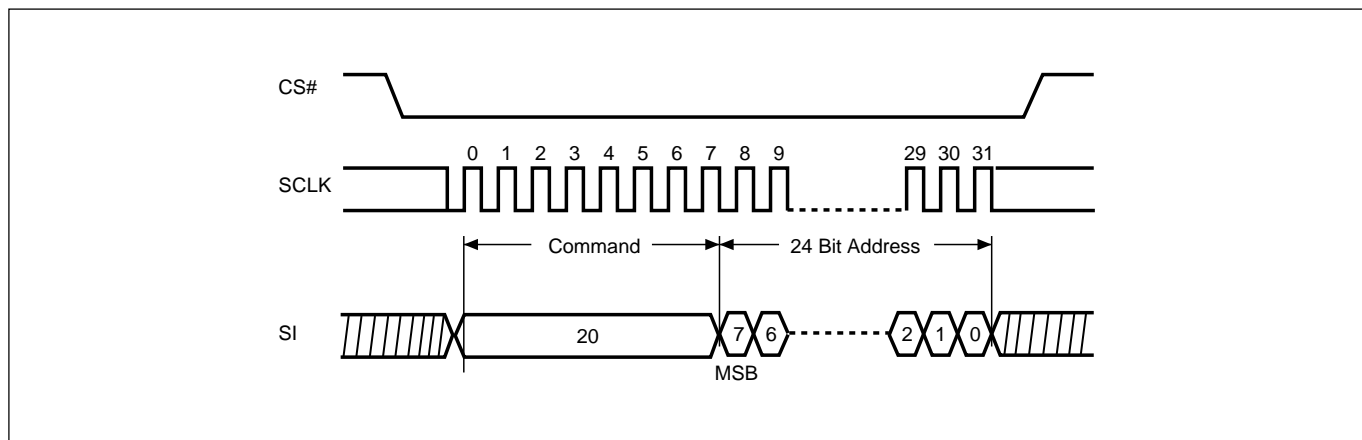 CS#
0 1 2 3 4 5 6 7 8 9 29 30 31
SCLK
Command 24 Bit Address
SI 20 7 6 2 1 0
MSB